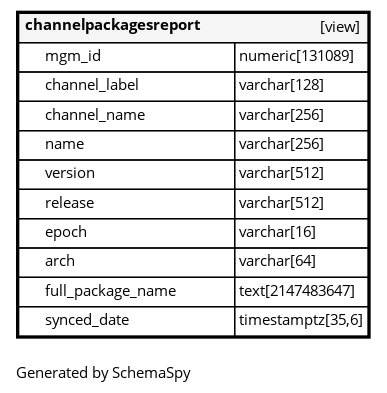 channelpackagesreport [view]
mgm_id numeric[131089]
channel_label varchar[128]
channel_name varchar[256]
name varchar[256]
version varchar[512]
release varchar[512]
epoch varchar[16]
arch varchar[64]
full_package_name text[2147483647]
synced_date timestamptz[35,6]
Generated by SchemaSpy